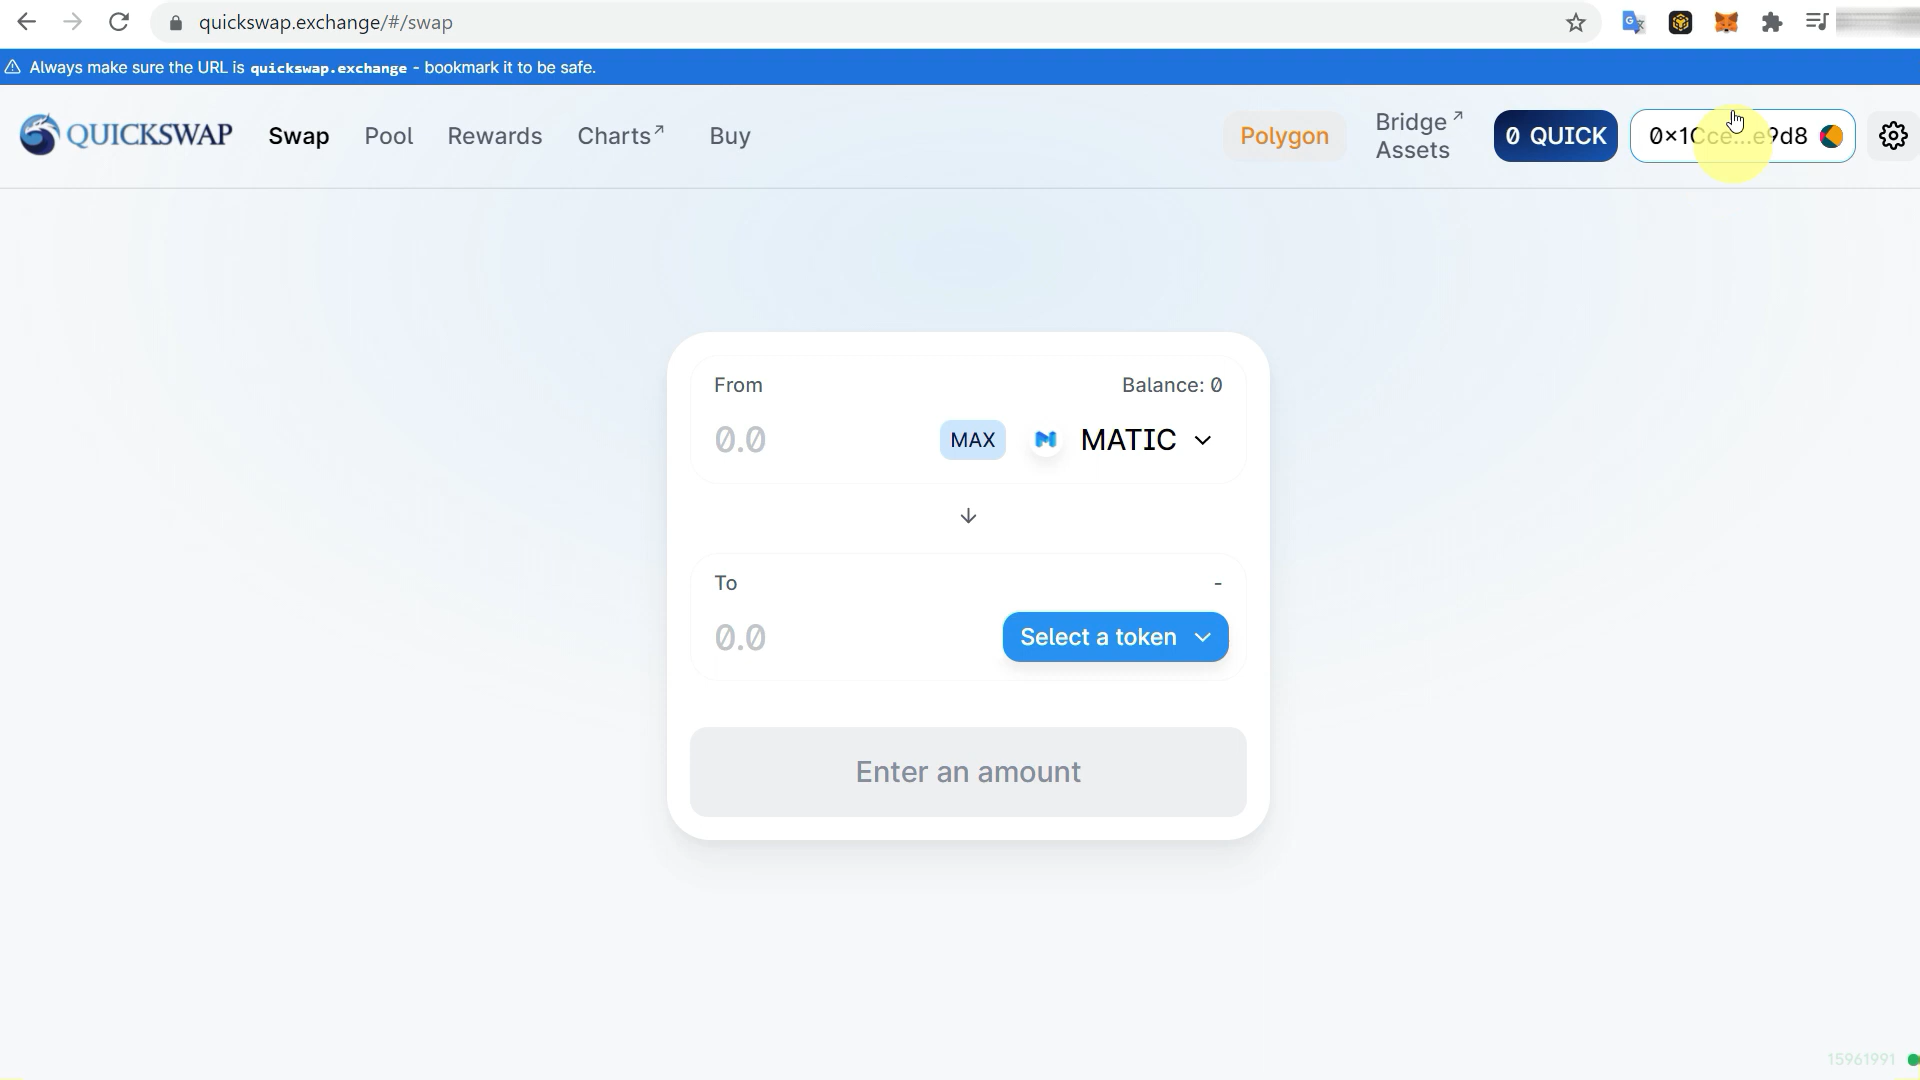 quickswap.exchange/#/swap
Always make sure the URL is quickswap.exchange - bookmark it to be safe.
QUICKSWAP Swap Pool Rewards Charts↗ Buy Polygon Bridge↗ Assets 0 QUICK 0x1Cce...e9d8
From Balance: 0
0.0 MAX MATIC
To -
0.0 Select a token
Enter an amount
15961991